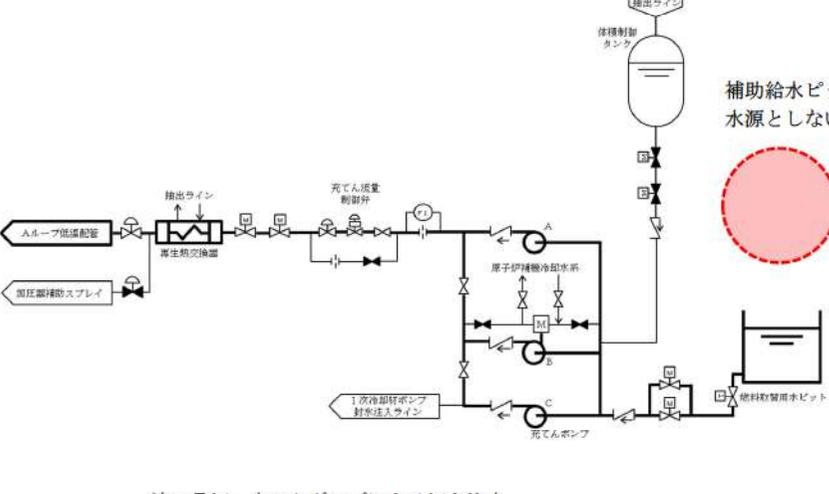 抽出ライン
体積制御
タンク
補助給水ピ
水源としな
抽出ライン
充てん流量
制御弁
M
M
FI
A
Aループ低温配管
再生熱交換器
原子炉補機冷却水系
加圧器補助スプレイ
M
B
M
M
1次冷却材ポンプ
封水注入ライン
C
充てんポンプ
燃料取替用水ピット